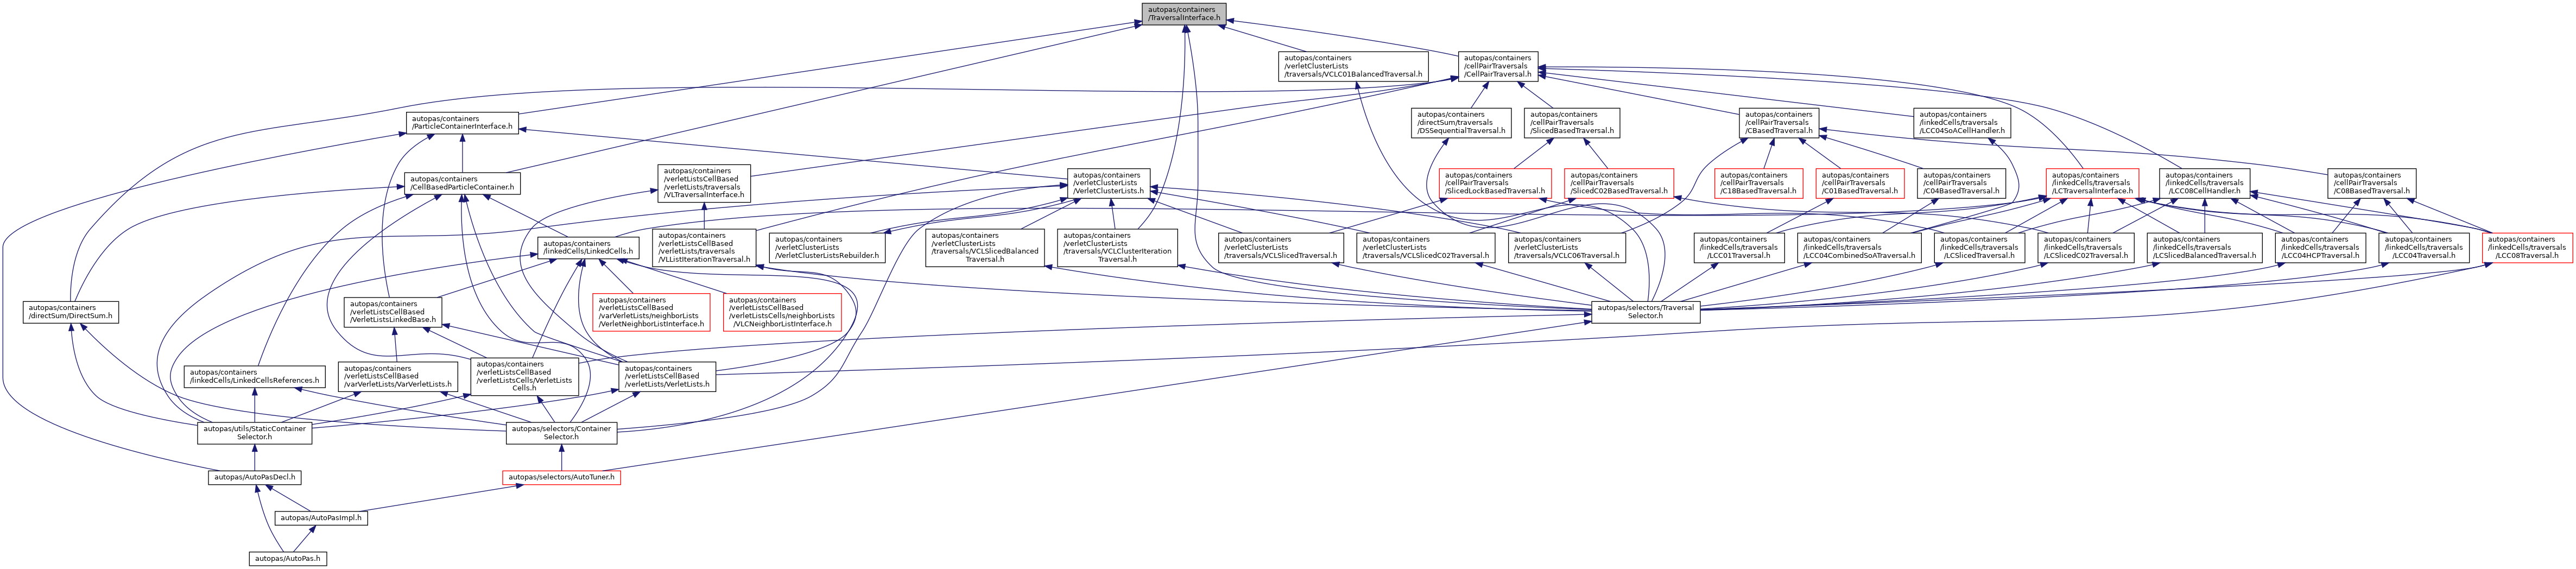 autopas/containers
/TraversalInterface.h
autopas/containers
/verletClusterLists
/traversals/VCLC01BalancedTraversal.h
autopas/containers
/cellPairTraversals
/CellPairTraversal.h
autopas/containers
/ParticleContainerInterface.h
autopas/containers
/directSum/traversals
/DSSequentialTraversal.h
autopas/containers
/cellPairTraversals
/SlicedBasedTraversal.h
autopas/containers
/cellPairTraversals
/CBasedTraversal.h
autopas/containers
/linkedCells/traversals
/LCC04SoACellHandler.h
autopas/containers
/CellBasedParticleContainer.h
autopas/containers
/verletListsCellBased
/verletLists/traversals
/VLTraversalInterface.h
autopas/containers
/verletClusterLists
/verletClusterLists.h
autopas/containers
/cellPairTraversals
/SlicedLockBasedTraversal.h
autopas/containers
/cellPairTraversals
/SlicedC02BasedTraversal.h
autopas/containers
/cellPairTraversals
/C18BasedTraversal.h
autopas/containers
/cellPairTraversals
/C01BasedTraversal.h
autopas/containers
/cellPairTraversals
/C04BasedTraversal.h
autopas/containers
/linkedCells/traversals
/LCTraversalInterface.h
autopas/containers
/linkedCells/traversals
/LCC08CellHandler.h
autopas/containers
/cellPairTraversals
/C08BasedTraversal.h
autopas/containers
/linkedCells/LinkedCells.h
autopas/containers
/verletListsCellBased
/verletLists/traversals
/VLListIterationTraversal.h
autopas/containers
/verletClusterLists
/VerletClusterListsRebuilder.h
autopas/containers
/verletClusterLists
/traversals/VCLSlicedBalanced
Traversal.h
autopas/containers
/verletClusterLists
/traversals/VCLClusterIteration
Traversal.h
autopas/containers
/verletClusterLists
/traversals/VCLSlicedTraversal.h
autopas/containers
/verletClusterLists
/traversals/VCLSlicedC02Traversal.h
autopas/containers
/verletClusterLists
/traversals/VCLC06Traversal.h
autopas/containers
/linkedCells/traversals
/LCC01Traversal.h
autopas/containers
/linkedCells/traversals
/LCC04CombinedSoATraversal.h
autopas/containers
/linkedCells/traversals
/LCSlicedTraversal.h
autopas/containers
/linkedCells/traversals
/LCSlicedC02Traversal.h
autopas/containers
/linkedCells/traversals
/LCSlicedBalancedTraversal.h
autopas/containers
/linkedCells/traversals
/LCC04HCPTraversal.h
autopas/containers
/linkedCells/traversals
/LCC04Traversal.h
autopas/containers
/linkedCells/traversals
/LCC08Traversal.h
autopas/containers
/directSum/DirectSum.h
autopas/containers
/verletListsCellBased
/VerletListsLinkedBase.h
autopas/containers
/verletListsCellBased
/varVerletLists/neighborLists
/VerletNeighborListInterface.h
autopas/containers
/verletListsCellBased
/verletListsCells/neighborLists
/VLCNeighborListInterface.h
autopas/selectors/Traversal
Selector.h
autopas/containers
/linkedCells/LinkedCellsReferences.h
autopas/containers
/verletListsCellBased
/varVerletLists/VarVerletLists.h
autopas/containers
/verletListsCellBased
/verletListsCells/VerletLists
Cells.h
autopas/containers
/verletListsCellBased
/verletLists/VerletLists.h
autopas/utils/StaticContainer
Selector.h
autopas/selectors/Container
Selector.h
autopas/AutoPasDecl.h
autopas/selectors/AutoTuner.h
autopas/AutoPasImpl.h
autopas/AutoPas.h